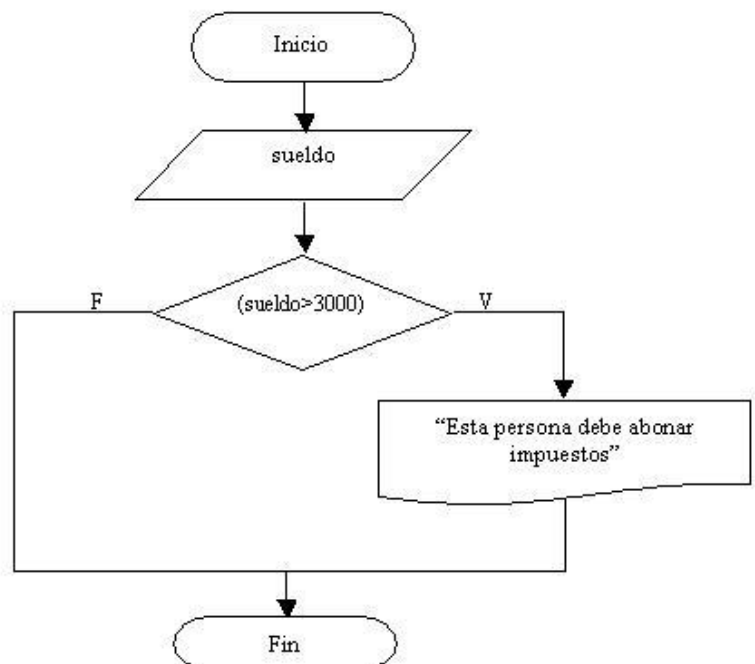 Inicio
sueldo
(sueldo>3000)
F
V
“Esta persona debe abonar
impuestos”
Fin